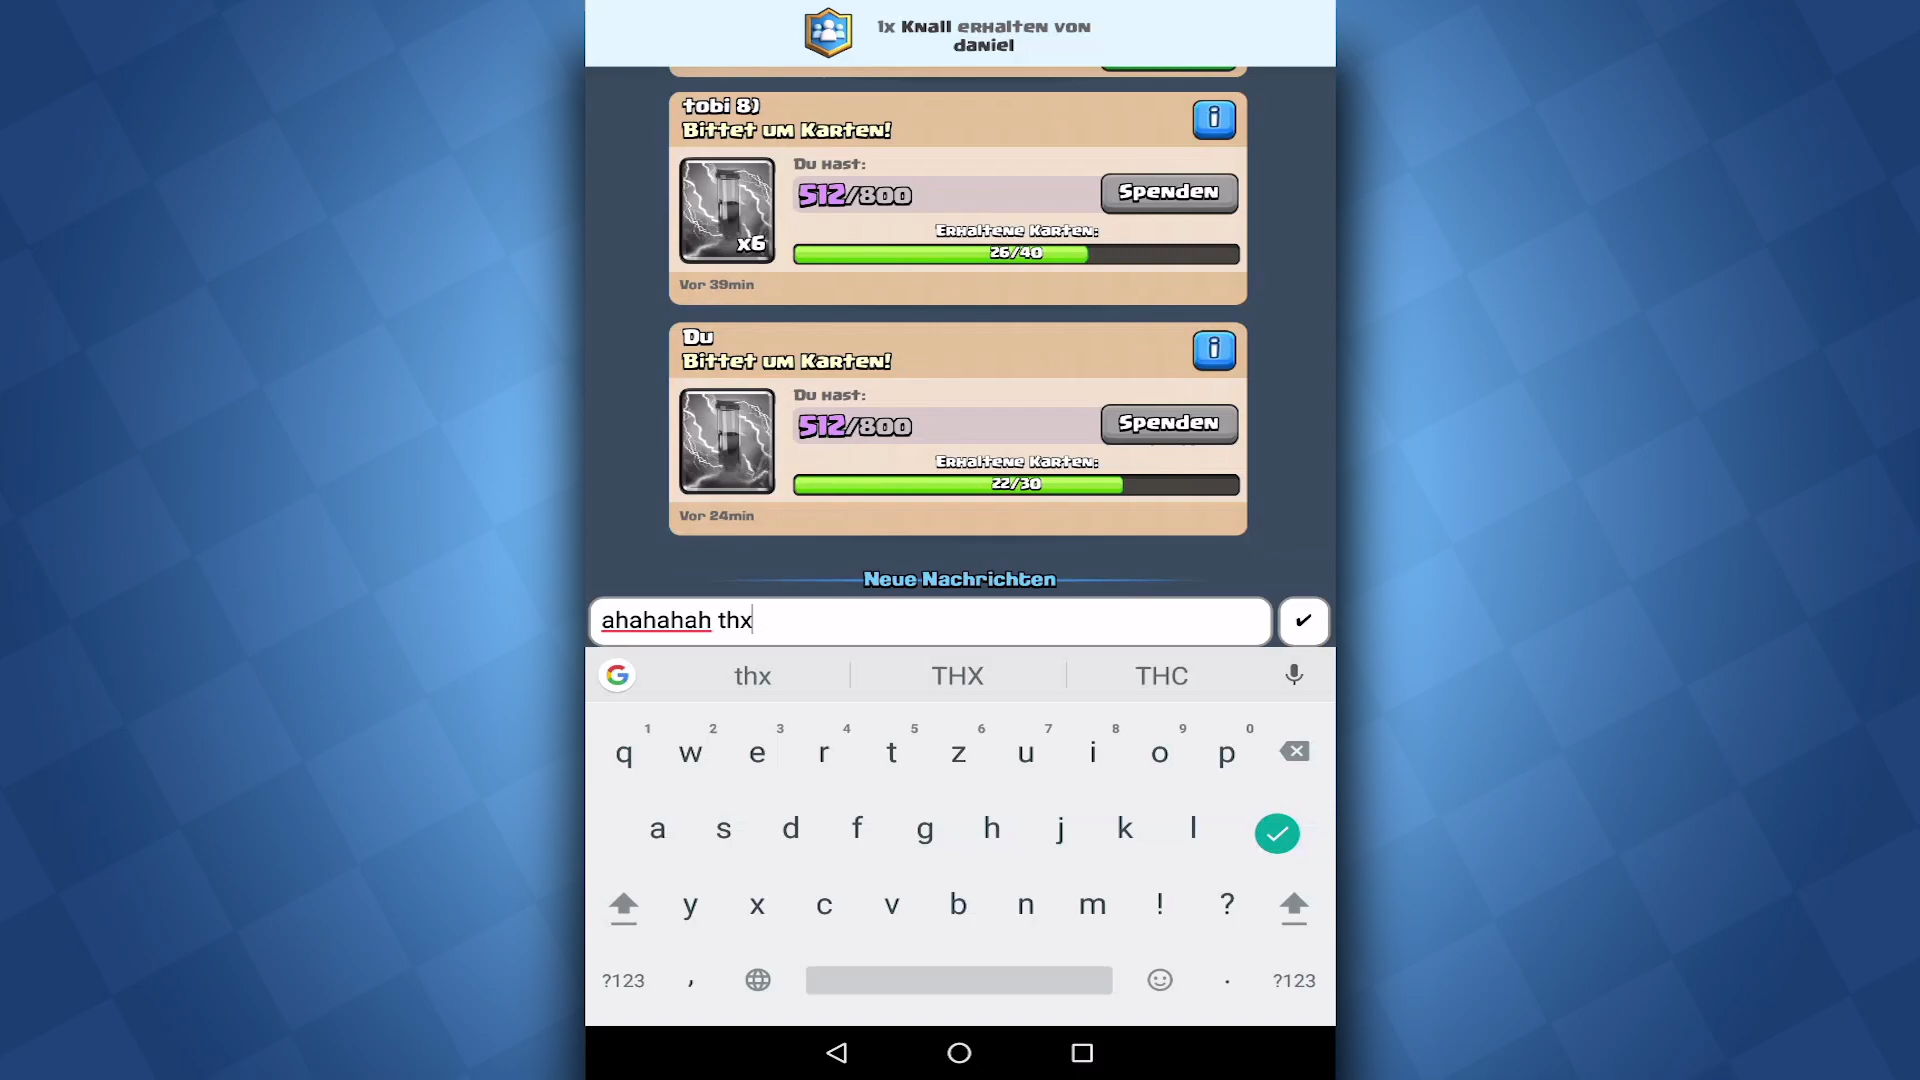 1x Knall erhalten von
daniel
tobi 8)
Bittet um Karten!
i
Du hast:
512/800
Spenden
x6
Erhaltene Karten:
26/40
Vor 39min
Du
Bittet um Karten!
i
Du hast:
512/800
Spenden
Erhaltene Karten:
22/30
Vor 24min
Neue Nachrichten
ahahahah thx
G thx THX THC
1 2 3 4 5 6 7 8 9 0
q w e r t z u i o p
a s d f g h j k l
y x c v b n m ! ?
?123 , . ?123